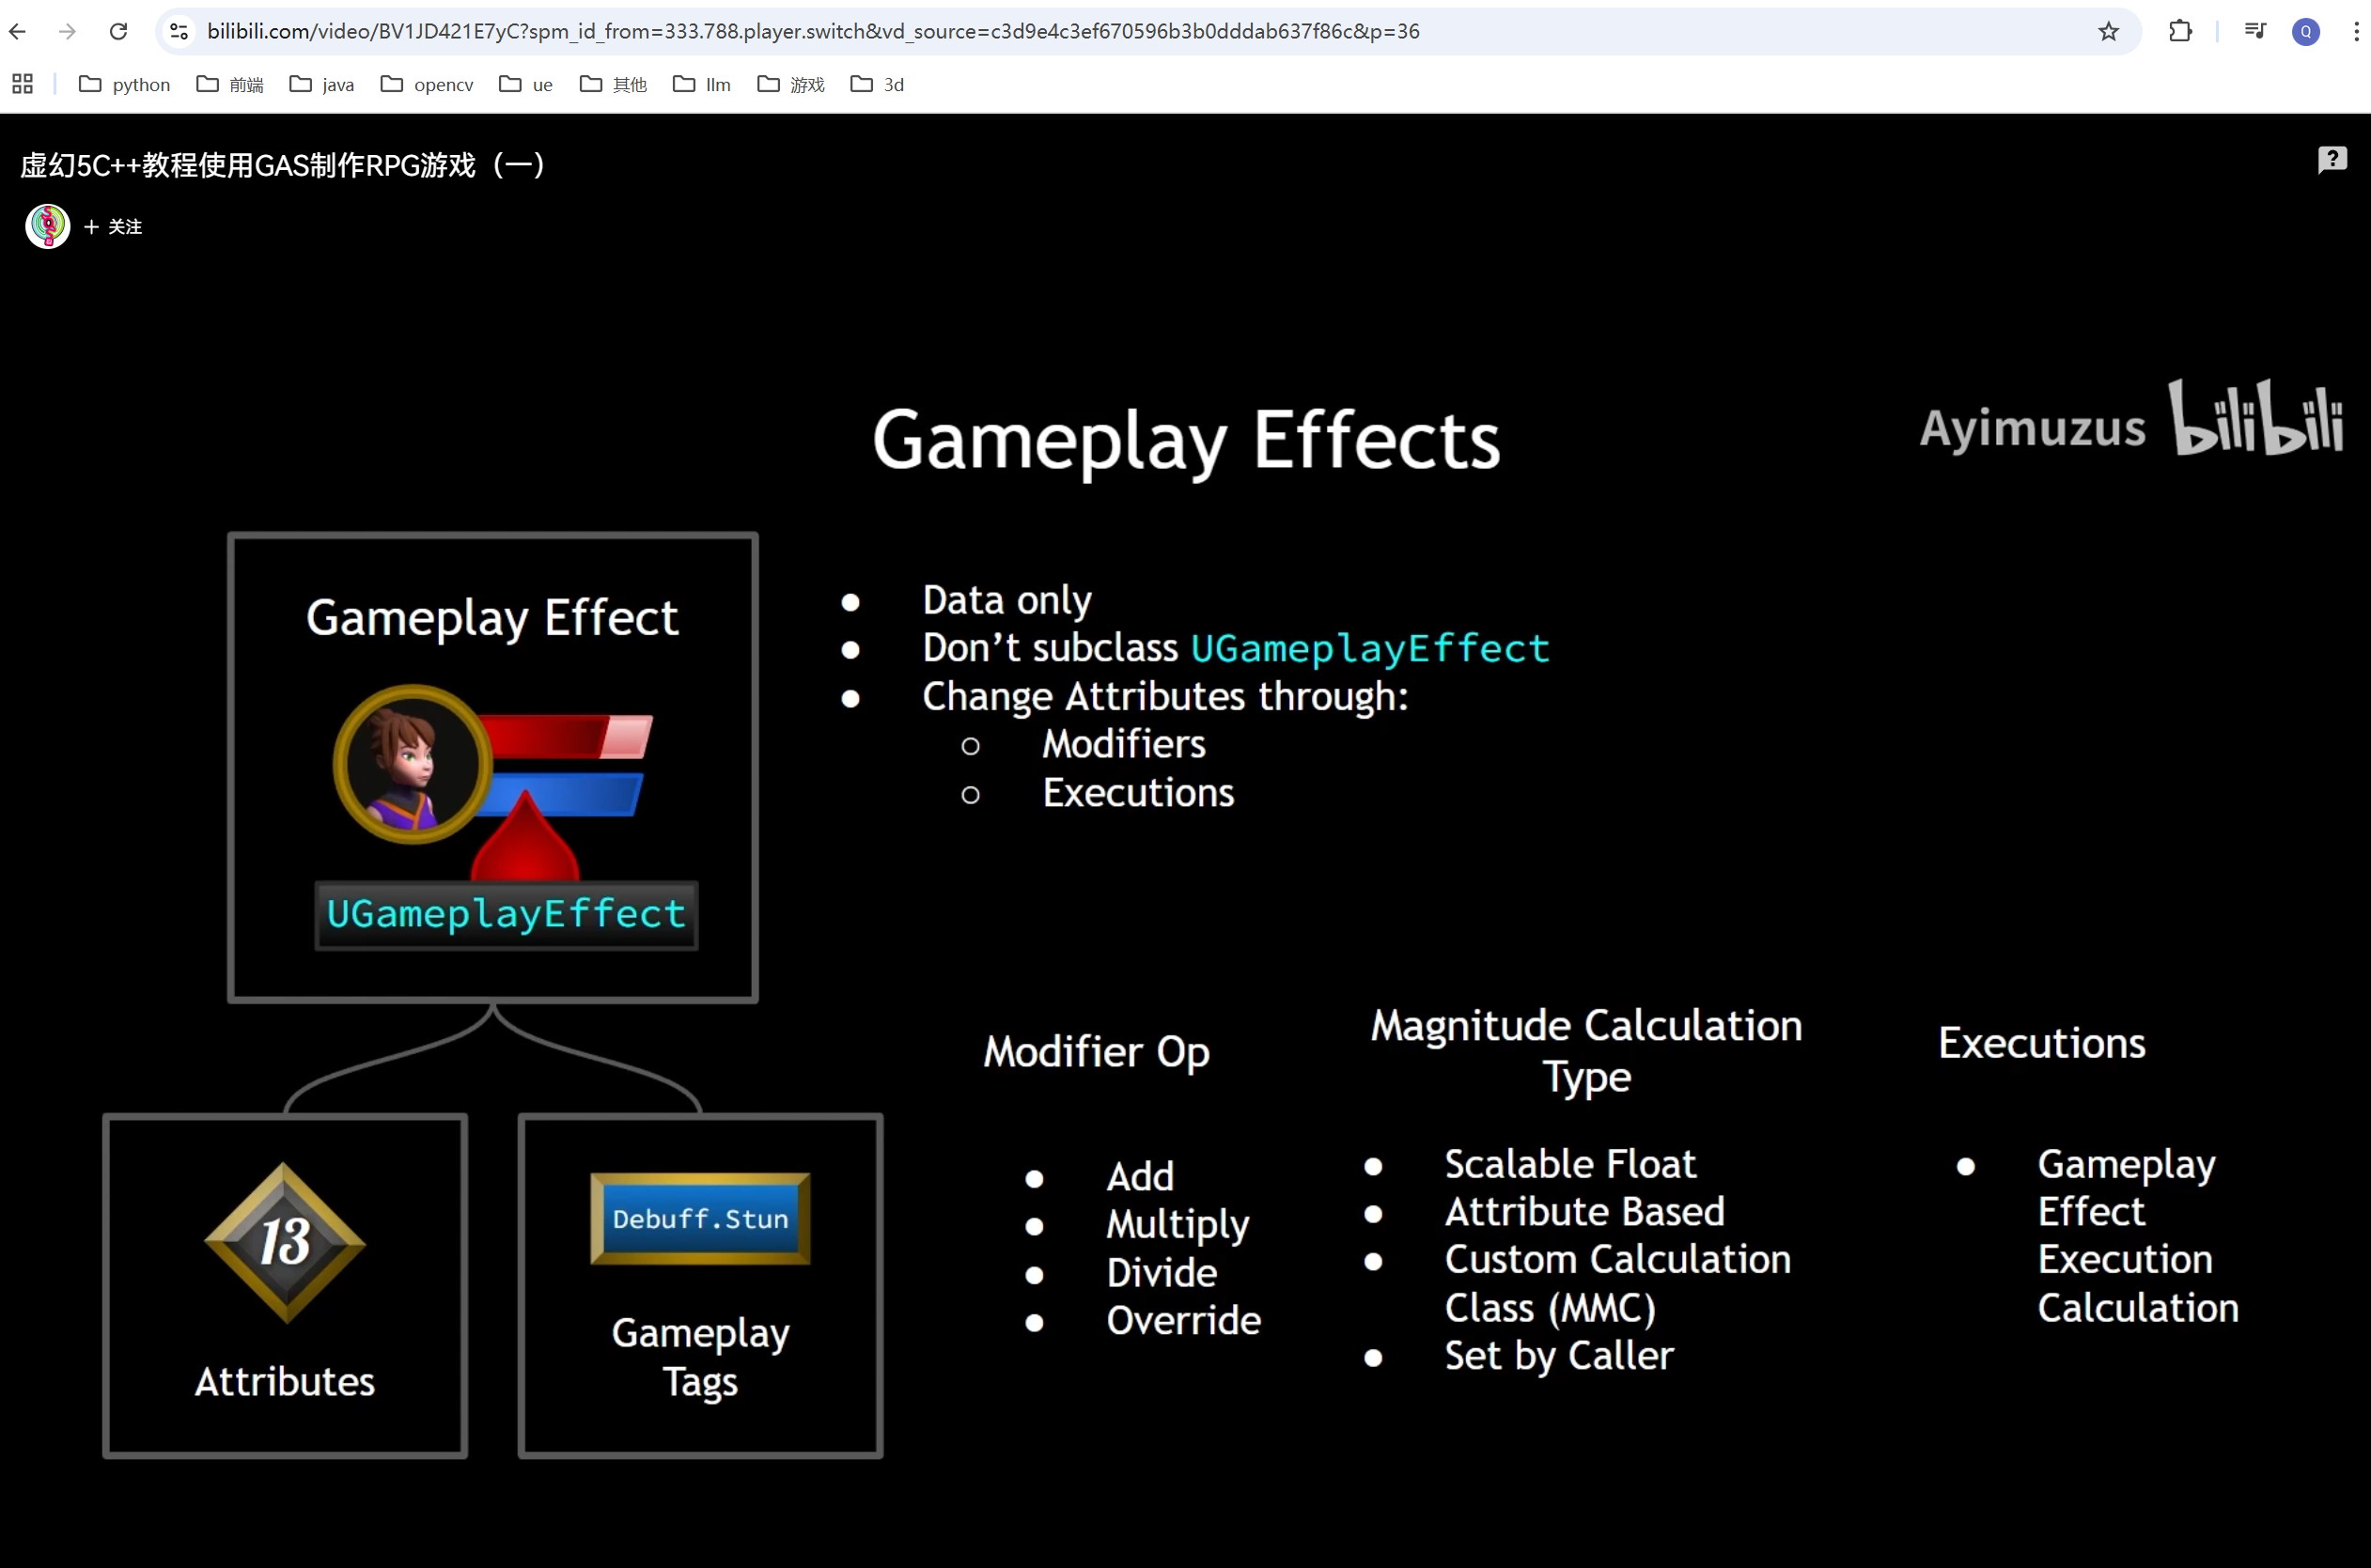 bilibili.com/video/BV1JD421E7yC?spm_id_from=333.788.player.switch&vd_source=c3d9e4c3ef670596b3b0dddab637f86c&p=36
Q
python
前端
java
opencv
ue
其他
llm
游戏
3d
虚幻5C++教程使用GAS制作RPG游戏（一）
?
+ 关注
Gameplay Effects
Ayimuzus bilibili
Gameplay Effect
UGameplayEffect
● Data only
● Don’t subclass UGameplayEffect
● Change Attributes through:
○ Modifiers
○ Executions
13
Attributes
Debuff.Stun
Gameplay
Tags
Modifier Op
● Add
● Multiply
● Divide
● Override
Magnitude Calculation
Type
● Scalable Float
● Attribute Based
● Custom Calculation
Class (MMC)
● Set by Caller
Executions
● Gameplay
Effect
Execution
Calculation